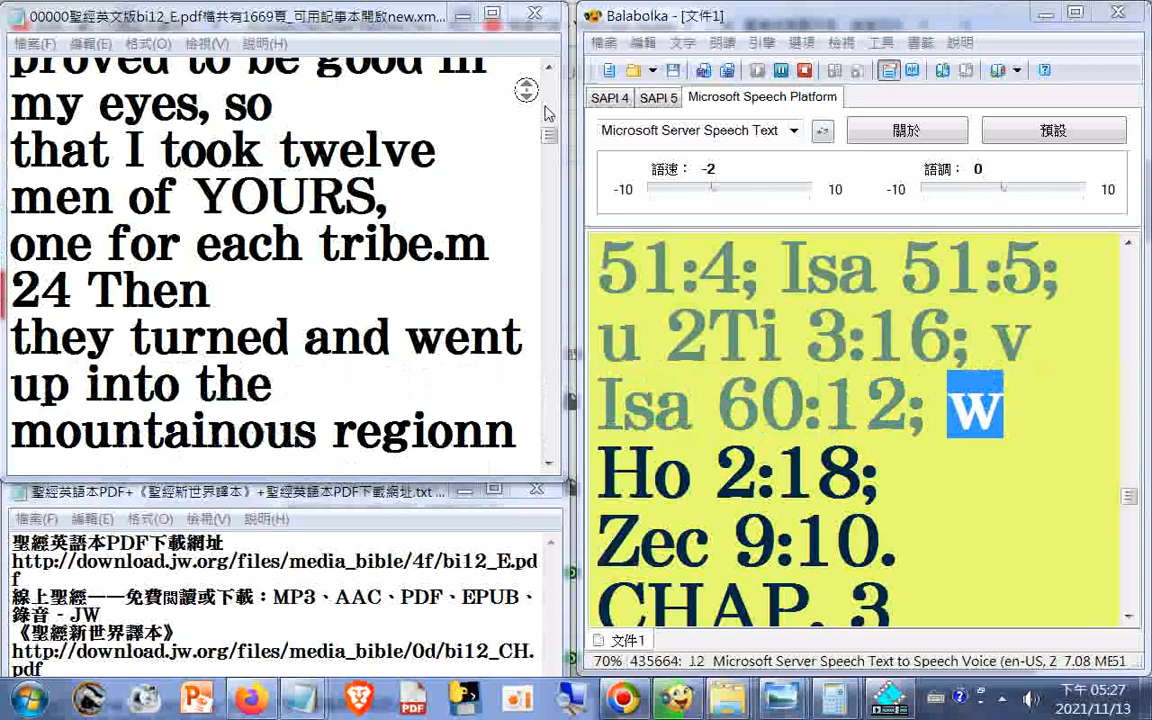 00000聖經英文版bi12_E.pdf檔共有1669頁_可用記事本開啟new.xm...
檔案(F) 編輯(E) 格式(O) 檢視(V) 說明(H)
proved to be good in
my eyes, so
that I took twelve
men of YOURS,
one for each tribe.m
24 Then
they turned and went
up into the
mountainous regionn
聖經英語本PDF+《聖經新世界譯本》+聖經英語本PDF下載網址.txt ...
檔案(F) 編輯(E) 格式(O) 檢視(V) 說明(H)
聖經英語本PDF下載網址
http://download.jw.org/files/media_bible/4f/bi12_E.pd
f
線上聖經——免費閱讀或下載：MP3、AAC、PDF、EPUB、
錄音 - JW
《聖經新世界譯本》
http://download.jw.org/files/media_bible/0d/bi12_CH.
pdf
Balabolka - [文件1]
檔案 編輯 文字 朗讀 引擎 選項 檢視 工具 書籤 說明
SAPI 4 SAPI 5 Microsoft Speech Platform
Microsoft Server Speech Text 關於 預設
語速： -2 語調： 0
-10 10 -10 10
51:4; Isa 51:5;
u 2Ti 3:16; v
Isa 60:12; w
Ho 2:18;
Zec 9:10.
CHAP. 3
文件1
70% 435664: 12 Microsoft Server Speech Text to Speech Voice (en-US, Z 7.08 ME51
PDF
下午 05:27
2021/11/13